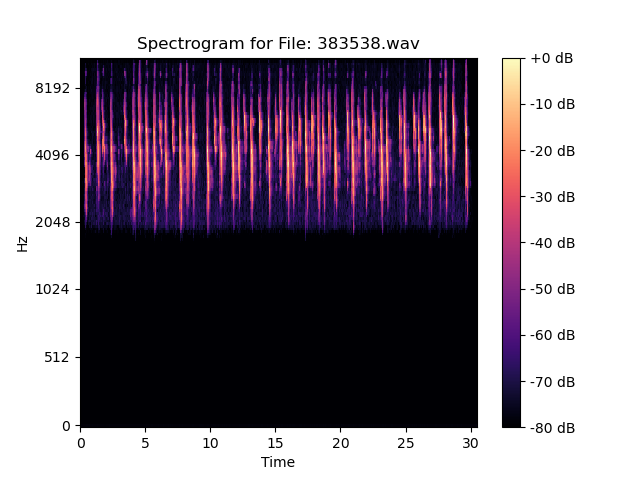 Spectrogram for File: 383538.wav
Hz
8192
4096
2048
1024
512
0
0 5 10 15 20 25 30
Time
+0 dB
-10 dB
-20 dB
-30 dB
-40 dB
-50 dB
-60 dB
-70 dB
-80 dB